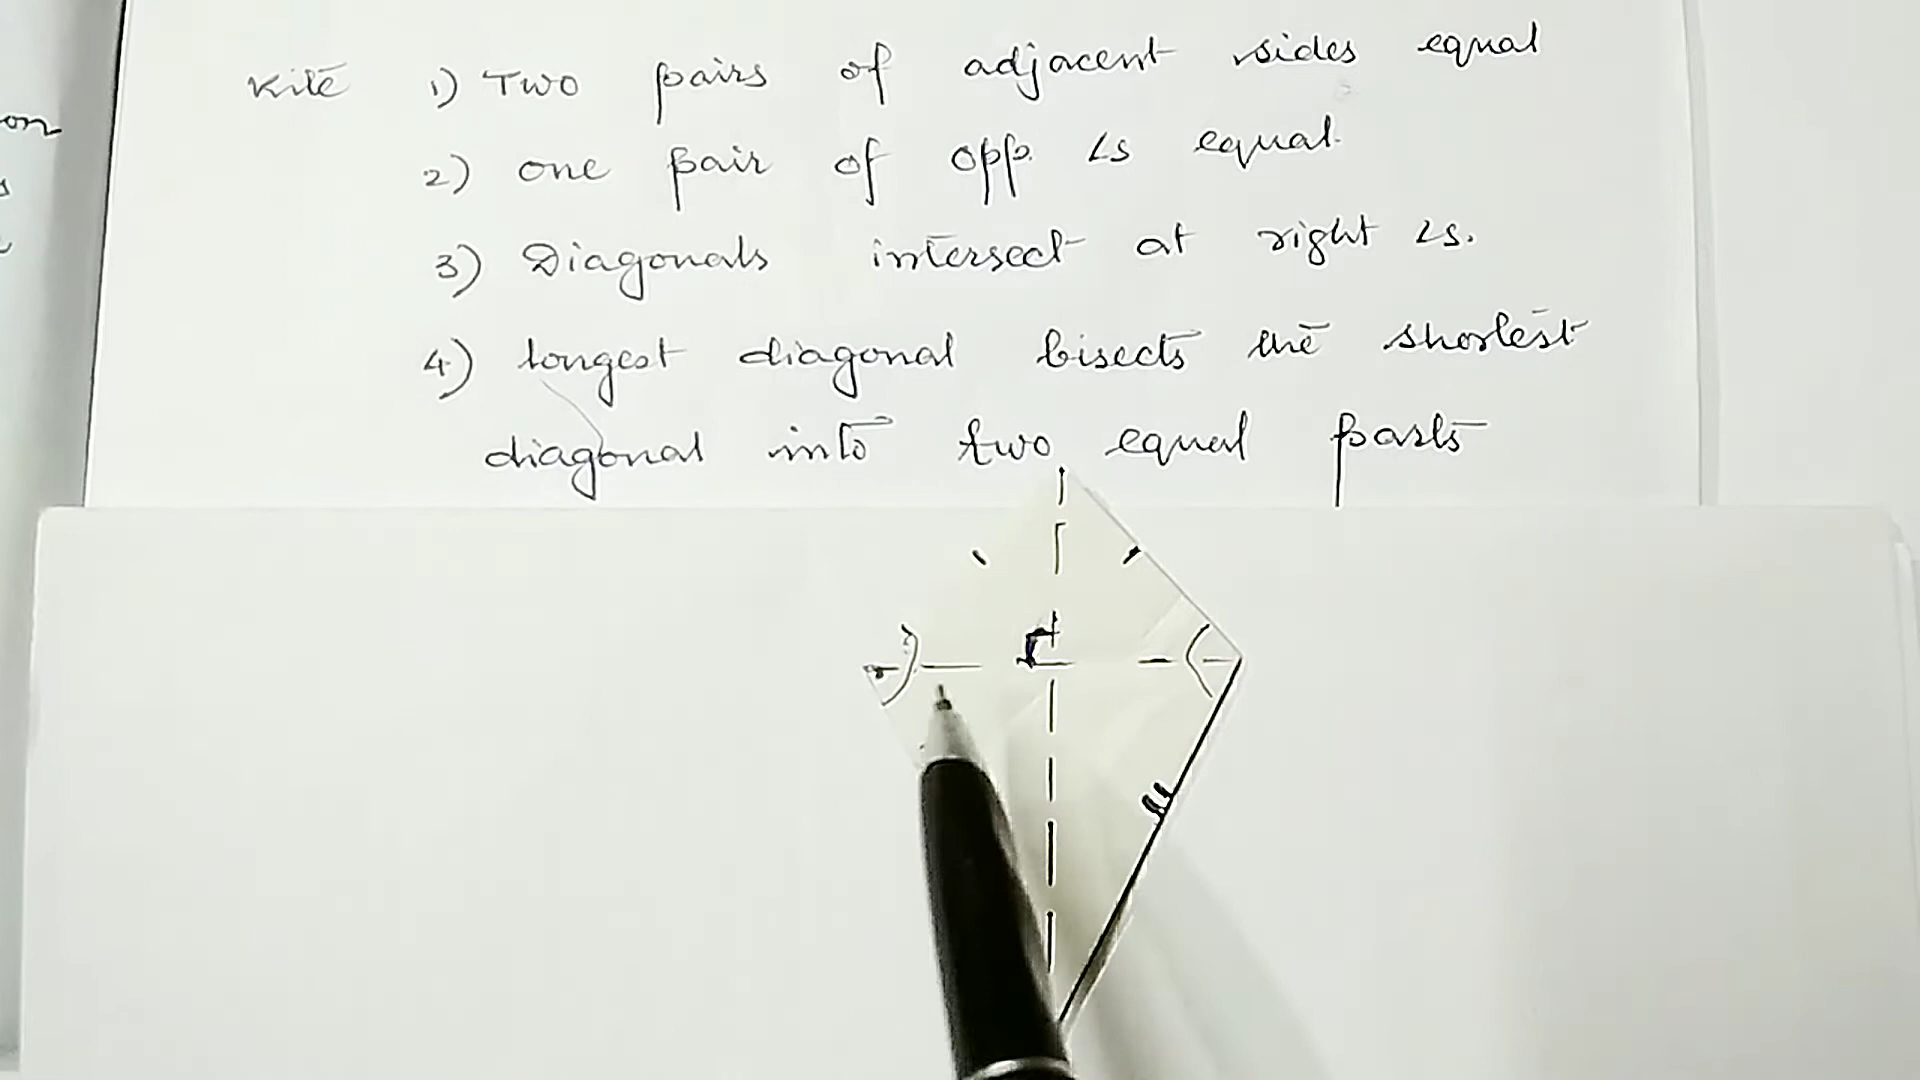 Kite 1) Two pairs of adjacent sides equal
2) one pair of opp. ∠s equal.
3) Diagonals intersect at right ∠s.
4) longest diagonal bisects the shortest
diagonal into two equal parts
on
s